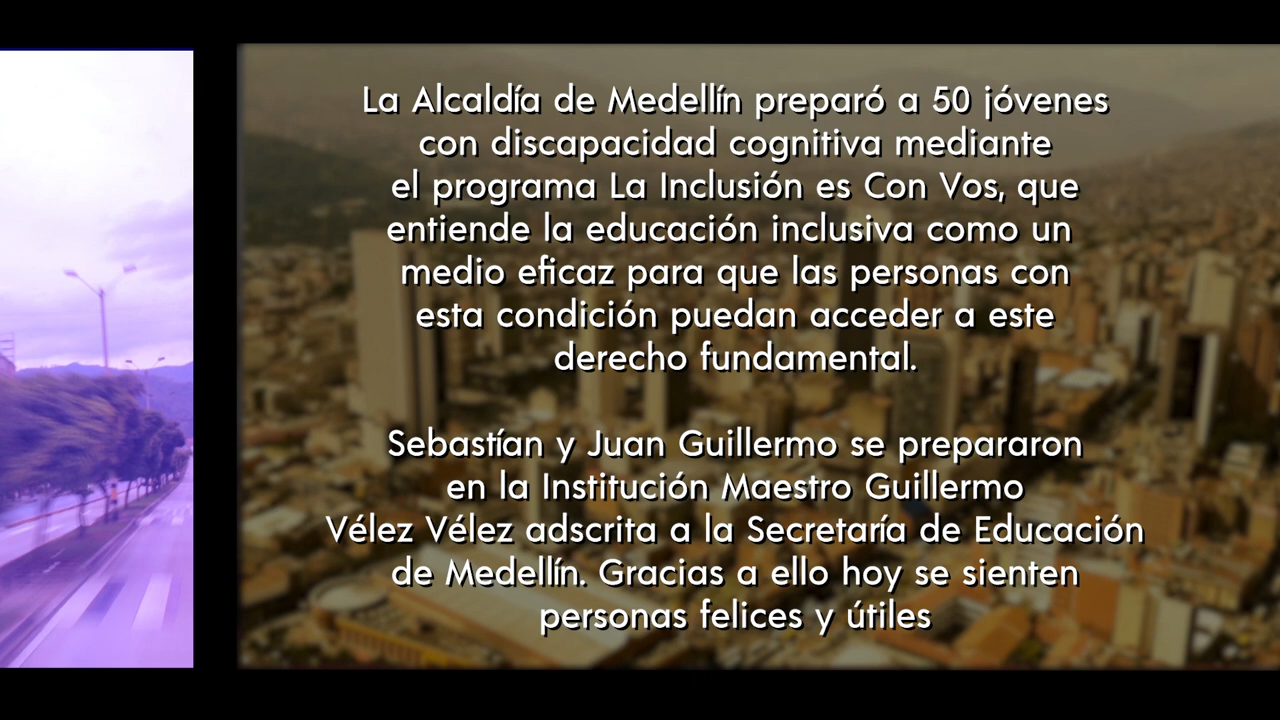 La Alcaldía de Medellín preparó a 50 jóvenes
con discapacidad cognitiva mediante
el programa La Inclusión es Con Vos, que
entiende la educación inclusiva como un
medio eficaz para que las personas con
esta condición puedan acceder a este
derecho fundamental.
Sebastían y Juan Guillermo se prepararon
en la Institución Maestro Guillermo
Vélez Vélez adscrita a la Secretaría de Educación
de Medellín. Gracias a ello hoy se sienten
personas felices y útiles